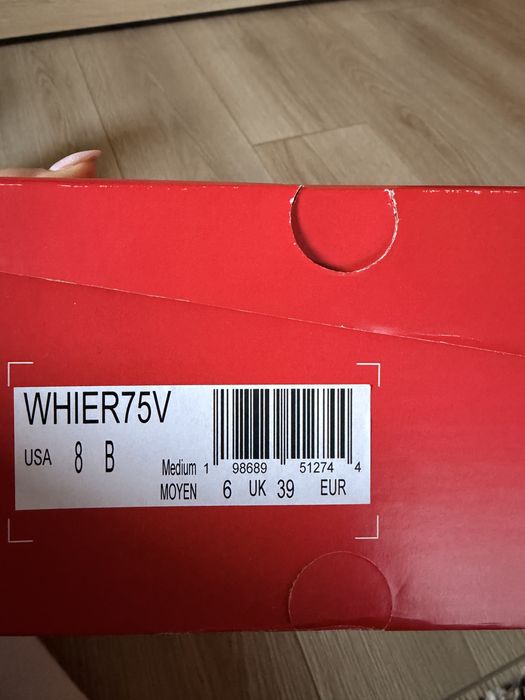 WHIER75V
USA 8 B
Medium 1 98689 51274 4
MOYEN 6 UK 39 EUR